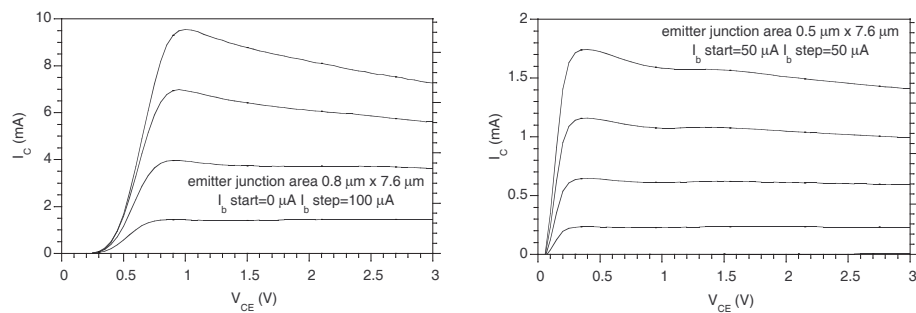 10
8
6
4
2
0
I_C (mA)
emitter junction area 0.8 µm x 7.6 µm
I_b start=0 µA I_b step=100 µA
0 0.5 1 1.5 2 2.5 3
V_CE (V)
2
1.5
1
0.5
0
I_C (mA)
emitter junction area 0.5 µm x 7.6 µm
I_b start=50 µA I_b step=50 µA
0 0.5 1 1.5 2 2.5 3
V_CE (V)